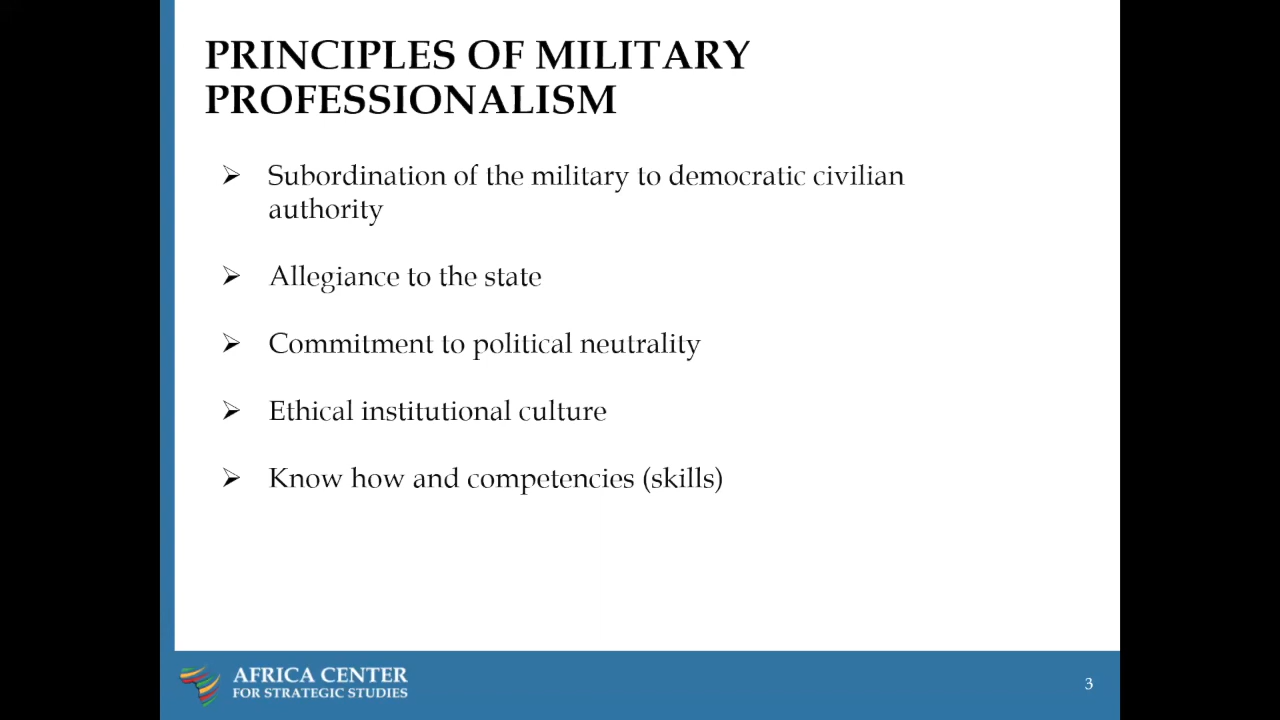 PRINCIPLES OF MILITARY
PROFESSIONALISM
➢ Subordination of the military to democratic civilian
authority
➢ Allegiance to the state
➢ Commitment to political neutrality
➢ Ethical institutional culture
➢ Know how and competencies (skills)
AFRICA CENTER
FOR STRATEGIC STUDIES
3